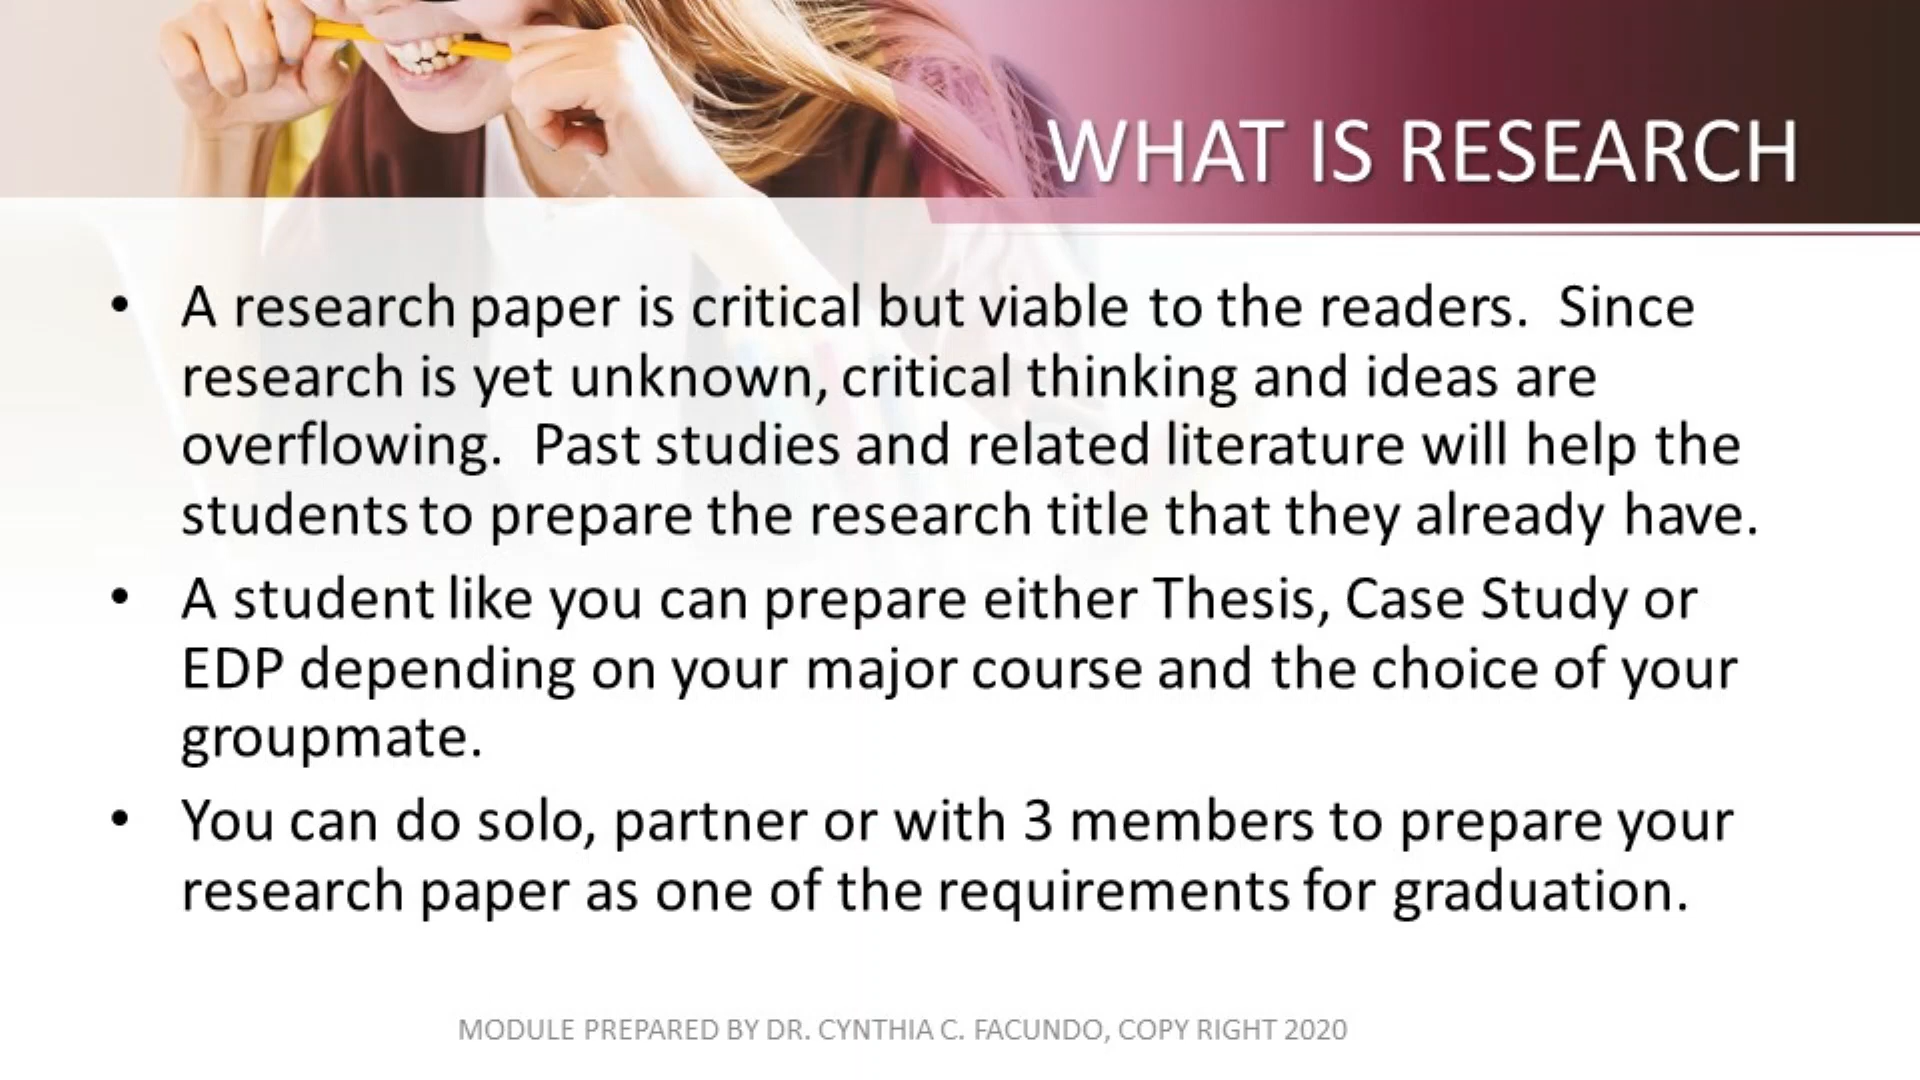 WHAT IS RESEARCH
• A research paper is critical but viable to the readers.  Since
research is yet unknown, critical thinking and ideas are
overflowing.  Past studies and related literature will help the
students to prepare the research title that they already have.
• A student like you can prepare either Thesis, Case Study or
EDP depending on your major course and the choice of your
groupmate.
• You can do solo, partner or with 3 members to prepare your
research paper as one of the requirements for graduation.
MODULE PREPARED BY DR. CYNTHIA C. FACUNDO, COPY RIGHT 2020